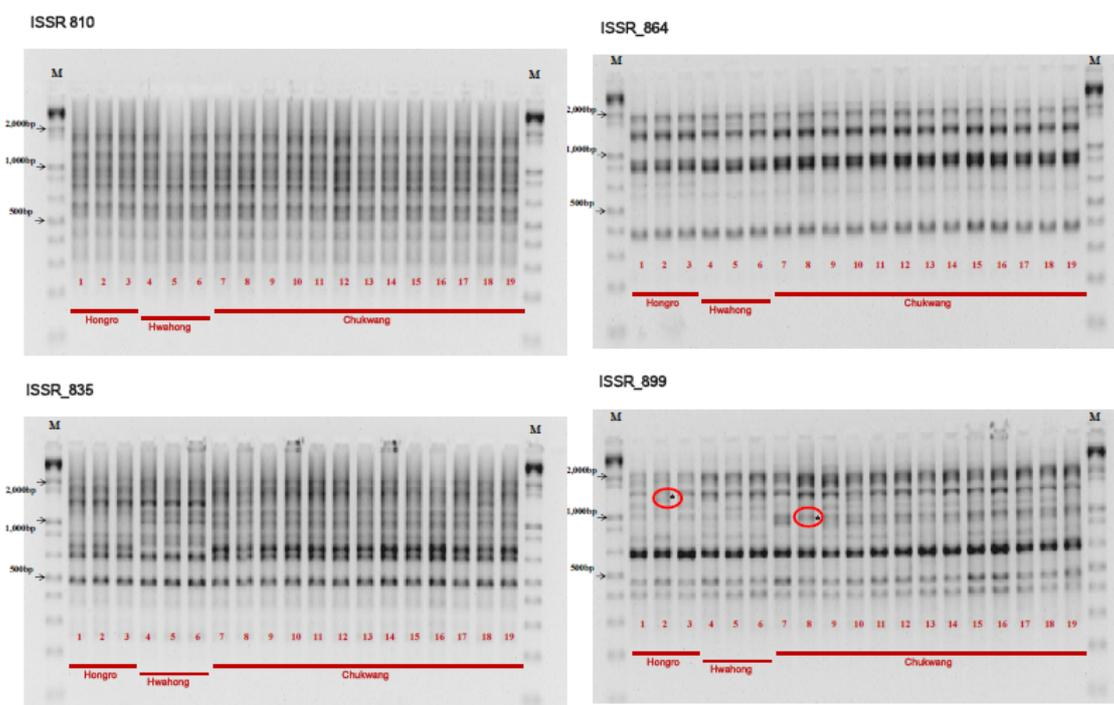 ISSR 810
M
M
2,000bp
1,000bp
500bp
1 2 3 4 5 6 7 8 9 10 11 12 13 14 15 16 17 18 19
Hongro
Hwahong
Chukwang
ISSR_864
M
M
2,000bp
1,000bp
500bp
1 2 3 4 5 6 7 8 9 10 11 12 13 14 15 16 17 18 19
Hongro
Hwahong
Chukwang
ISSR_835
M
M
2,000bp
1,000bp
500bp
1 2 3 4 5 6 7 8 9 10 11 12 13 14 15 16 17 18 19
Hongro
Hwahong
Chukwang
ISSR_899
M
M
2,000bp
1,000bp
500bp
1 2 3 4 5 6 7 8 9 10 11 12 13 14 15 16 17 18 19
Hongro
Hwahong
Chukwang